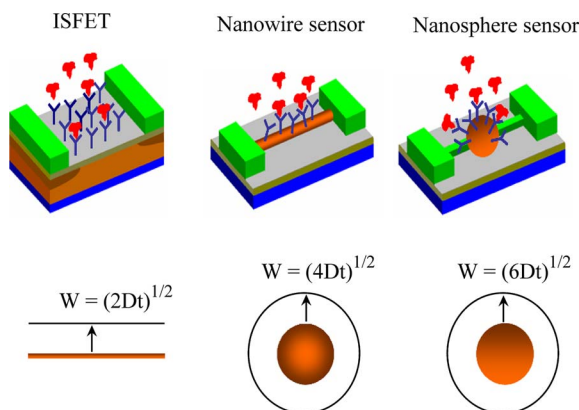 ISFET
Nanowire sensor
Nanosphere sensor
W = (2Dt)^1/2
W = (4Dt)^1/2
W = (6Dt)^1/2